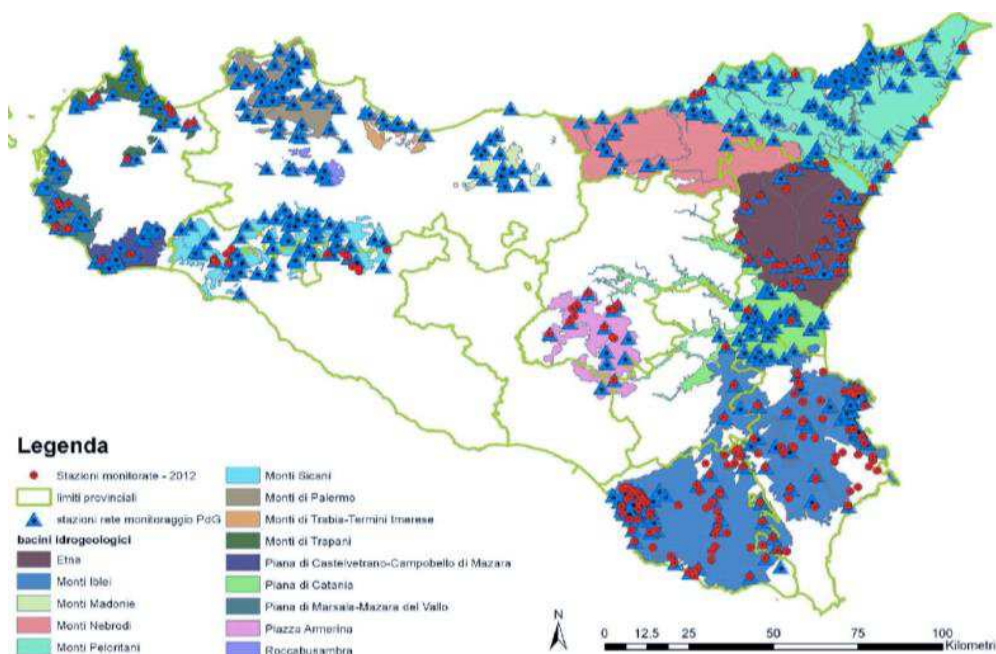 Legenda
Stazioni monitorate - 2012
limiti provinciali
stazioni rete monitoraggio PdG
bacini idrogeologici
Etna
Monti Iblei
Monti Madonie
Monti Nebrodi
Monti Peloritani
Monti Sicani
Monti di Palermo
Monti di Trabia-Termini Imerese
Monti di Trapani
Piana di Castelvetrano-Campobello di Mazara
Piana di Catania
Piana di Marsala-Mazara del Vallo
Piazza Armerina
Roccabusambra
N
0 12.5 25 50 75 100
Kilometri